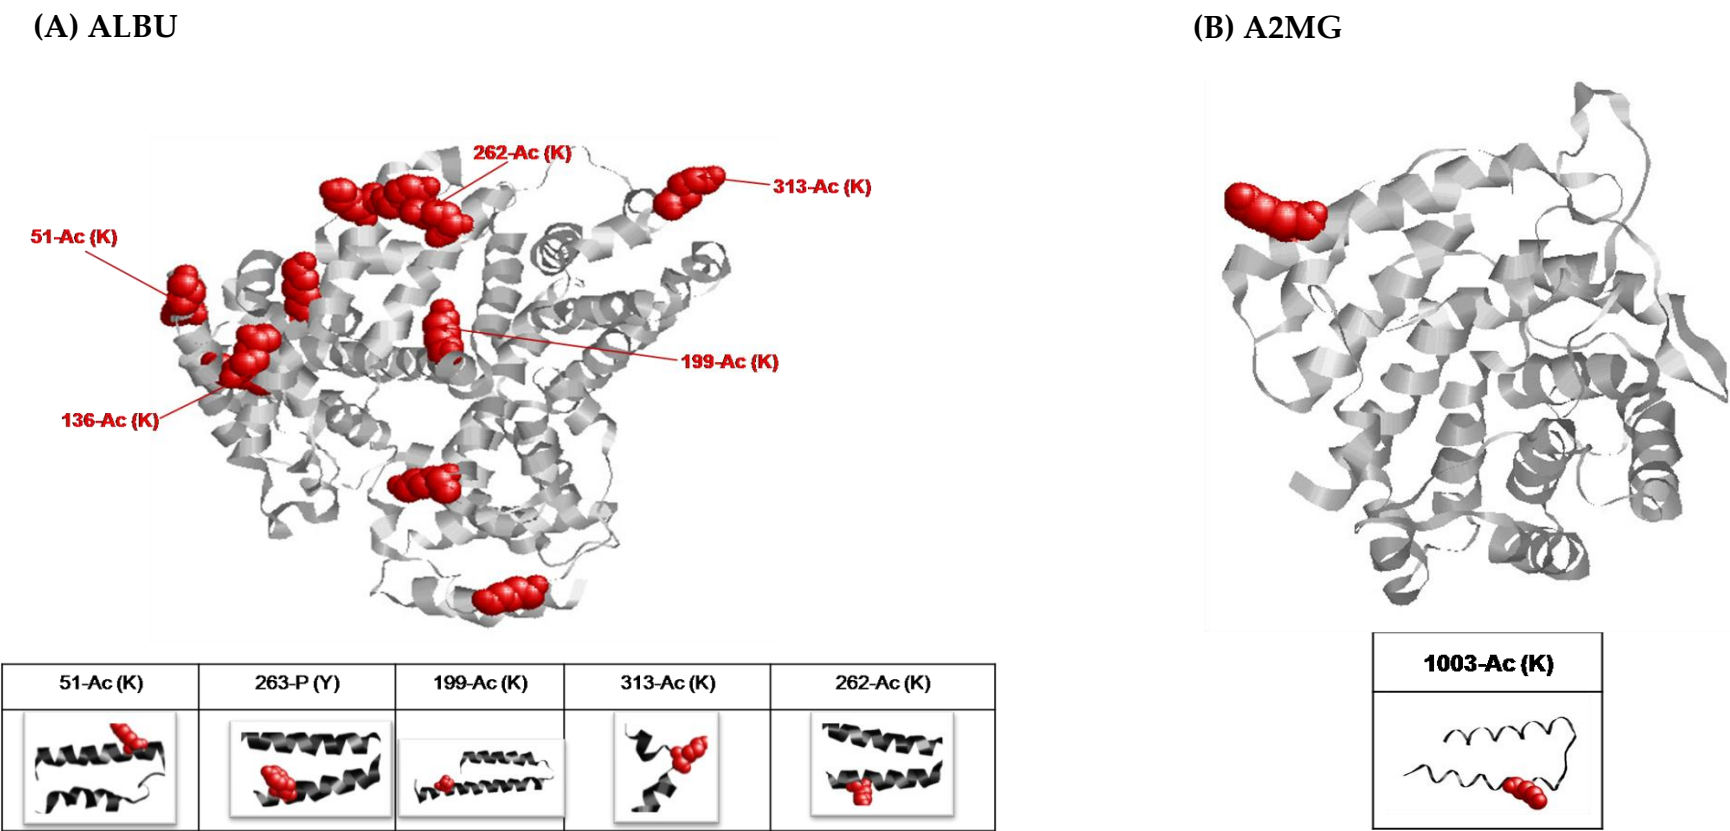 (A) ALBU
(B) A2MG
262-Ac (K)
313-Ac (K)
51-Ac (K)
199-Ac (K)
136-Ac (K)
51-Ac (K)
263-P (Y)
199-Ac (K)
313-Ac (K)
262-Ac (K)
1003-Ac (K)